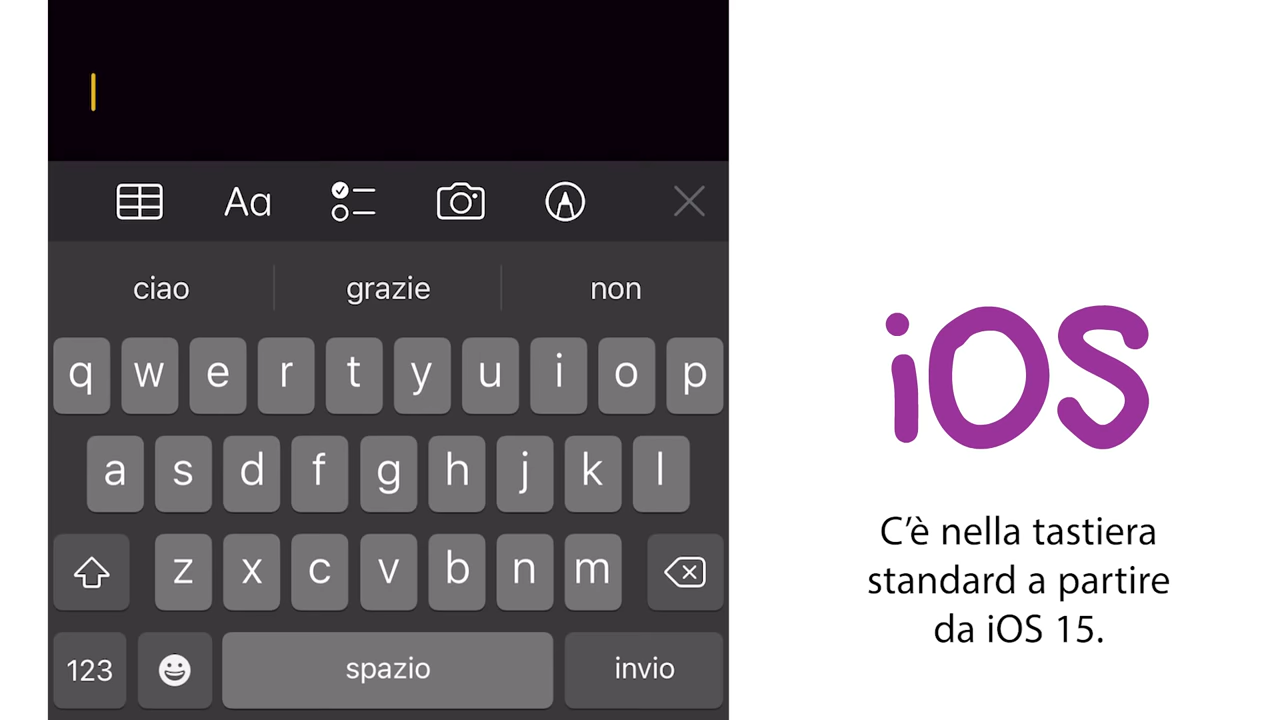 Aa
ciao grazie non
q w e r t y u i o p
a s d f g h j k l
z x c v b n m
123 spazio invio
iOS
C’è nella tastiera
standard a partire
da iOS 15.